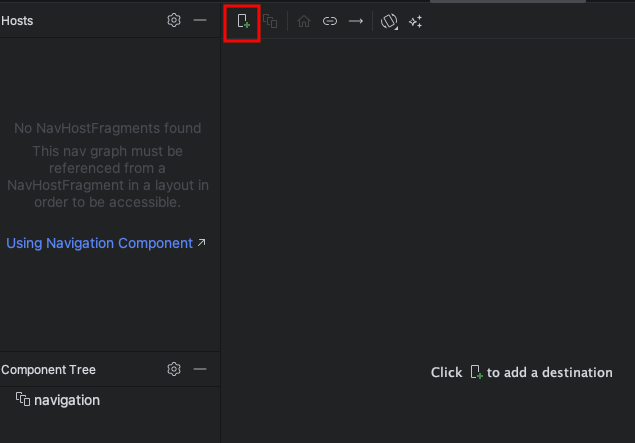 Hosts
No NavHostFragments found
This nav graph must be
referenced from a
NavHostFragment in a layout in
order to be accessible.
Using Navigation Component
Component Tree
navigation
Click to add a destination